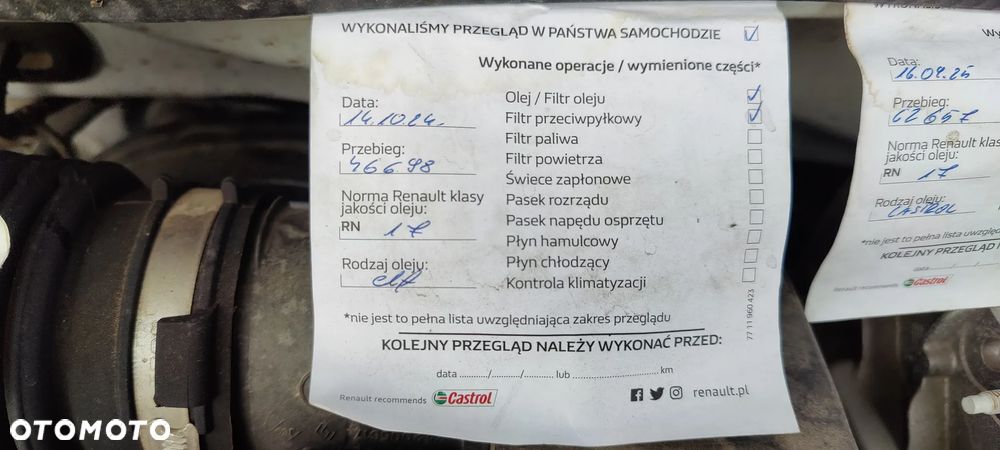 WYKONALIŚMY PRZEGLĄD W PAŃSTWA SAMOCHODZIE
Wykonane operacje / wymienione części*
Data:
14.10.24.
Przebieg:
46698
Norma Renault klasy
jakości oleju:
RN 17
Rodzaj oleju:
elf
Olej / Filtr oleju
Filtr przeciwpyłkowy
Filtr paliwa
Filtr powietrza
Świece zapłonowe
Pasek rozrządu
Pasek napędu osprzętu
Płyn hamulcowy
Płyn chłodzący
Kontrola klimatyzacji
*nie jest to pełna lista uwzględniająca zakres przeglądu
KOLEJNY PRZEGLĄD NALEŻY WYKONAĆ PRZED:
data ........../........../.......... lub .............................. km
Renault recommends Castrol
renault.pl
77 11 960 423
Data:
16.04.25
Przebieg:
62657
Norma Renault klas
jakości oleju:
RN 17
Rodzaj oleju:
CASTROL
*nie jest to pełna lista uwzględ
KOLEJNY PRZEGLĄD
data
Renault recommends Castrol
OTOMOTO